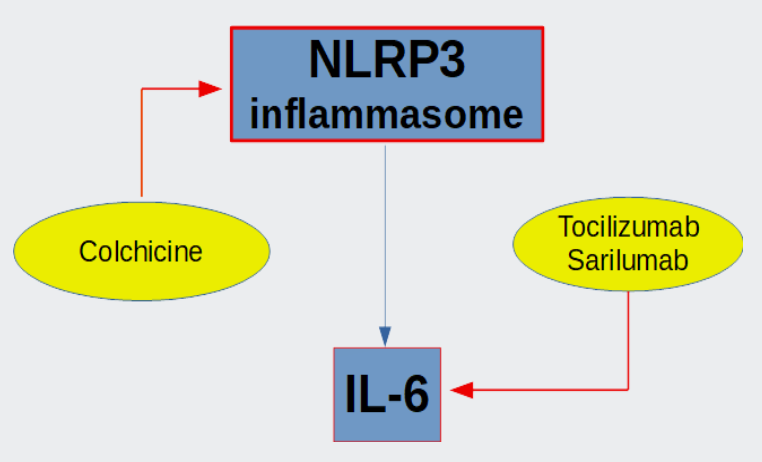 NLRP3
inflammasome
Colchicine
Tocilizumab
Sarilumab
IL-6